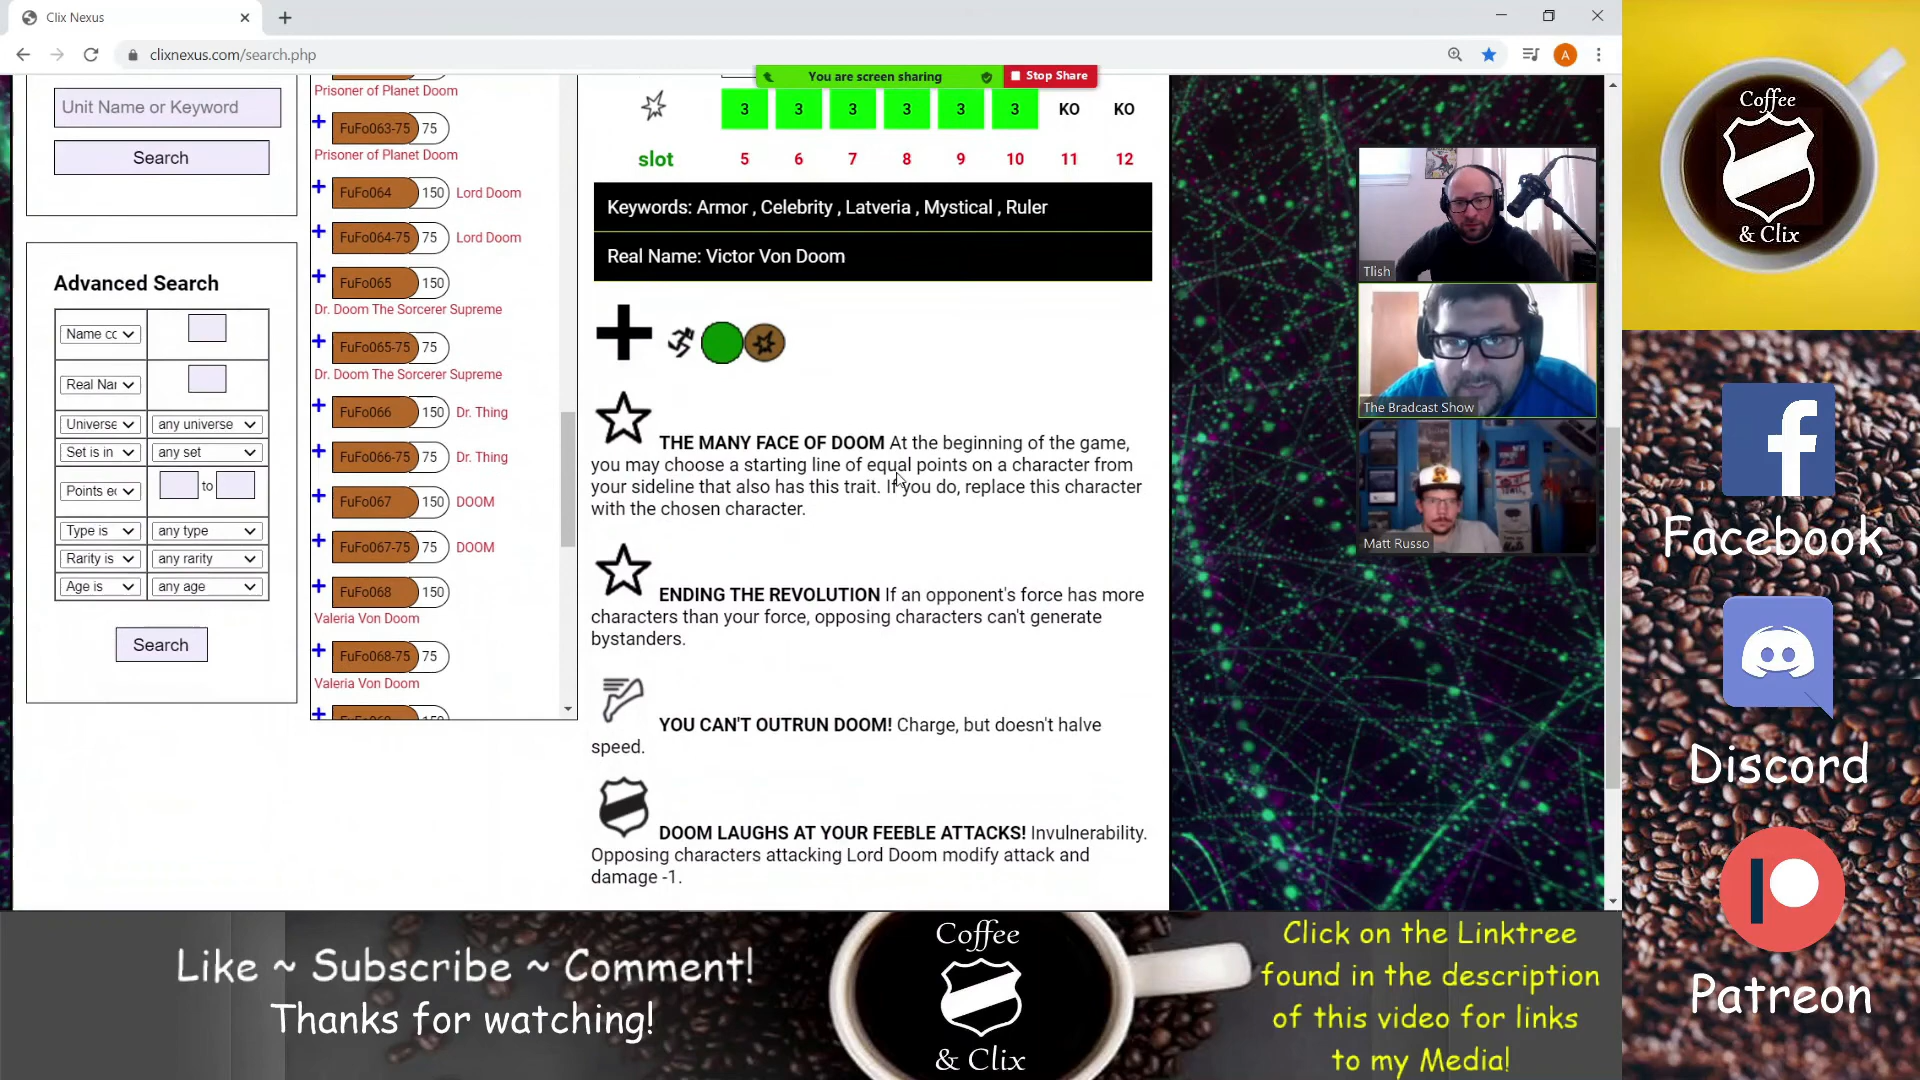 Clix Nexus
clixnexus.com/search.php
A
You are screen sharing
Stop Share
Unit Name or Keyword
Search
Advanced Search
Name cc
Real Nar
Universe
any universe
Set is in
any set
Points ec
to
Type is
any type
Rarity is
any rarity
Age is
any age
Search
Prisoner of Planet Doom
FuFo063-75 75
Prisoner of Planet Doom
FuFo064 150 Lord Doom
FuFo064-75 75 Lord Doom
FuFo065 150
Dr. Doom The Sorcerer Supreme
FuFo065-75 75
Dr. Doom The Sorcerer Supreme
FuFo066 150 Dr. Thing
FuFo066-75 75 Dr. Thing
FuFo067 150 DOOM
FuFo067-75 75 DOOM
FuFo068 150
Valeria Von Doom
FuFo068-75 75
Valeria Von Doom
3 3 3 3 3 3 KO KO
slot 5 6 7 8 9 10 11 12
Keywords: Armor , Celebrity , Latveria , Mystical , Ruler
Real Name: Victor Von Doom
THE MANY FACE OF DOOM At the beginning of the game,
you may choose a starting line of equal points on a character from
your sideline that also has this trait. If you do, replace this character
with the chosen character.
ENDING THE REVOLUTION If an opponent's force has more
characters than your force, opposing characters can't generate
bystanders.
YOU CAN'T OUTRUN DOOM! Charge, but doesn't halve
speed.
DOOM LAUGHS AT YOUR FEEBLE ATTACKS! Invulnerability.
Opposing characters attacking Lord Doom modify attack and
damage -1.
Tlish
The Bradcast Show
Matt Russo
Coffee
& Clix
Facebook
Discord
Patreon
Like ~ Subscribe ~ Comment!
Thanks for watching!
Coffee
& Clix
Click on the Linktree
found in the description
of this video for links
to my Media!